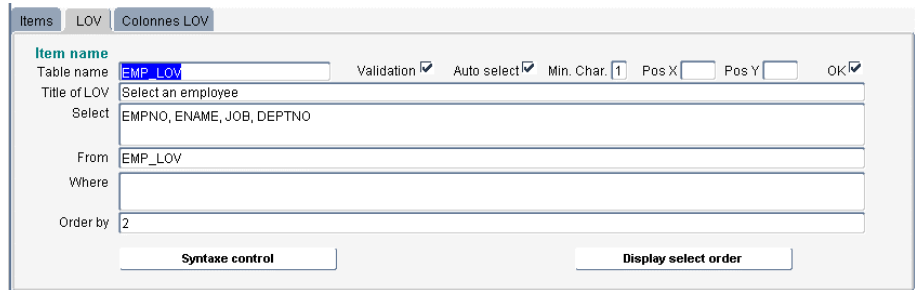 Items LOV Colonnes LOV
Item name
Table name EMP_LOV Validation Auto select Min. Char. 1 Pos X Pos Y OK
Title of LOV Select an employee
Select EMPNO, ENAME, JOB, DEPTNO
From EMP_LOV
Where
Order by 2
Syntaxe control Display select order